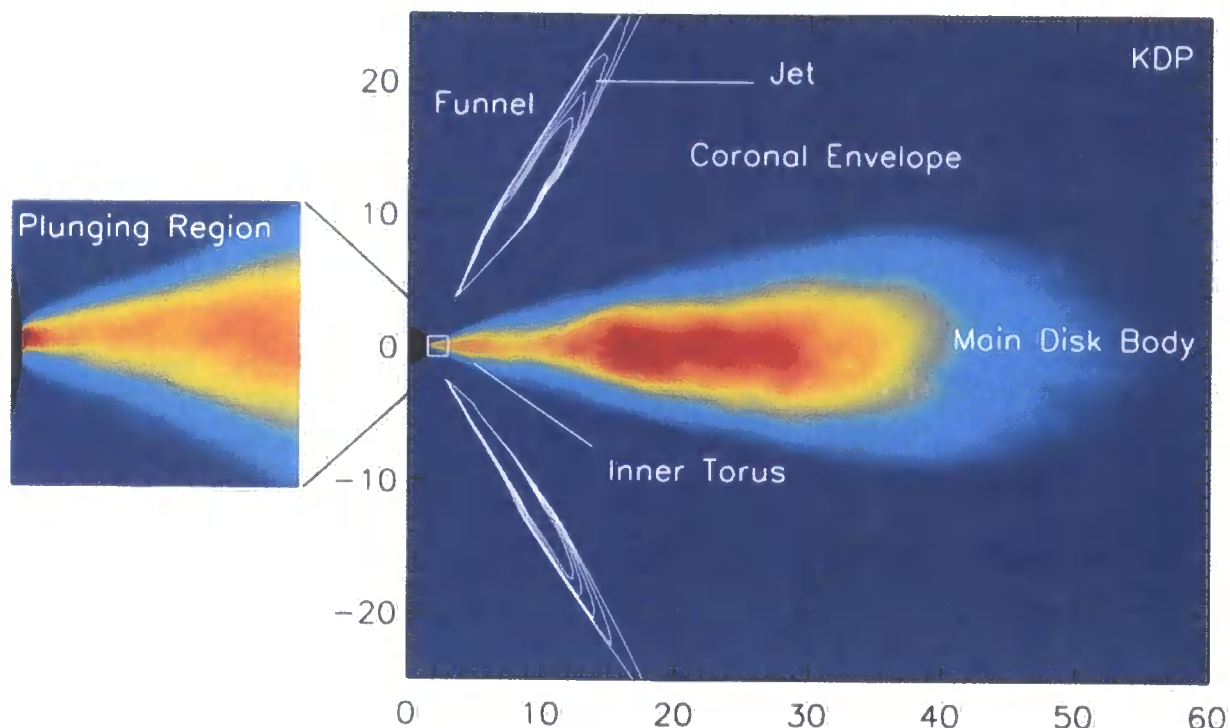 KDP
20
Jet
Funnel
Coronal Envelope
10
Plunging Region
0
Main Disk Body
Inner Torus
−10
−20
0 10 20 30 40 50 60